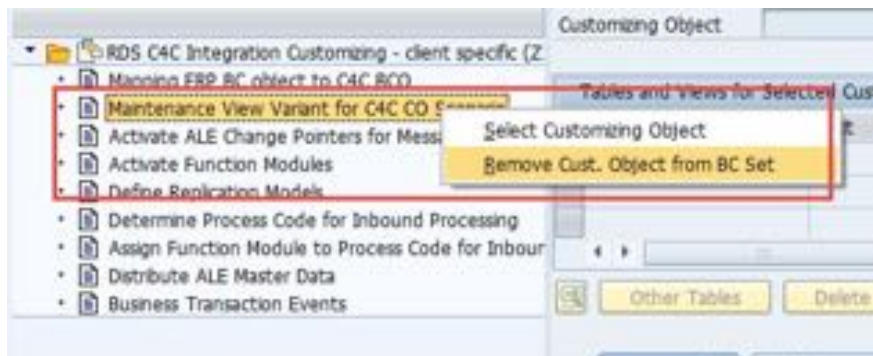 Customizing Object
RDS C4C Integration Customizing - client specific (Z
Mapping ERP BC object to C4C BCO
Tables and Views for Selected Cus
Maintenance View Variant for C4C CO Scenario
Select Customizing Object
Activate ALE Change Pointers for Messa
Remove Cust. Object from BC Set
Activate Function Modules
Define Replication Models
Determine Process Code for Inbound Processing
Assign Function Module to Process Code for Inbour
Distribute ALE Master Data
Other Tables
Delete
Business Transaction Events